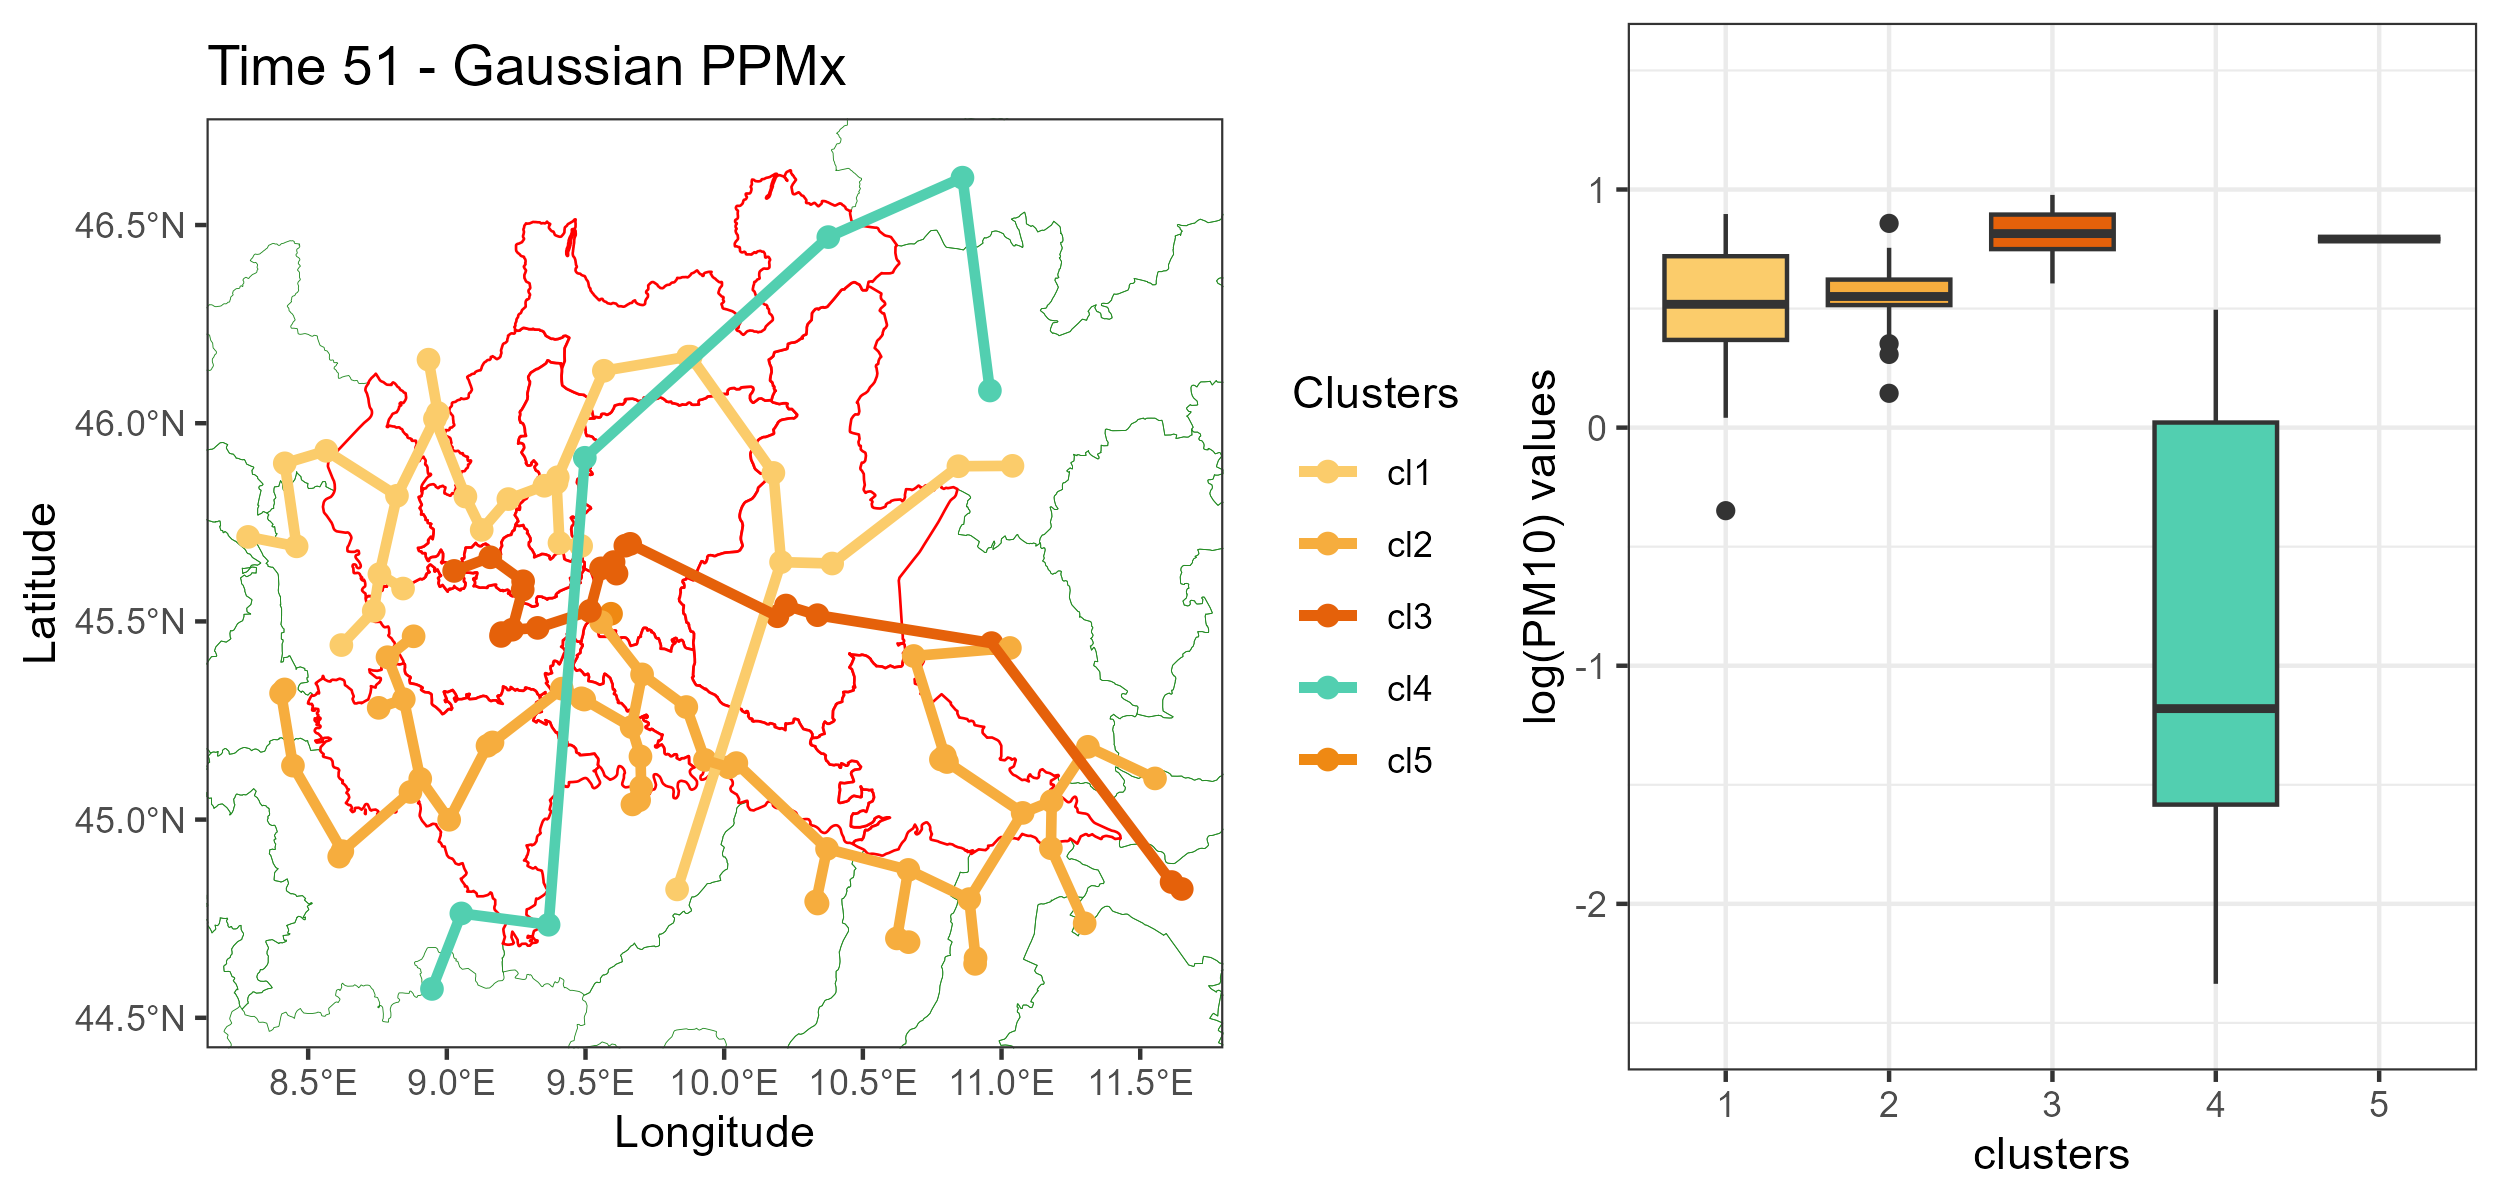 Time 51 - Gaussian PPMx
Latitude
46.5°N
46.0°N
45.5°N
45.0°N
44.5°N
8.5°E 9.0°E 9.5°E 10.0°E 10.5°E 11.0°E 11.5°E
Longitude
Clusters
cl1
cl2
cl3
cl4
cl5
log(PM10) values
1
0
-1
-2
1 2 3 4 5
clusters